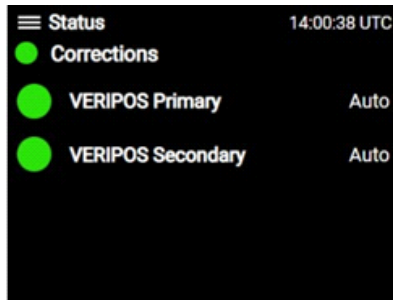 Status 14:00:38 UTC
Corrections
VERIPOS Primary Auto
VERIPOS Secondary Auto